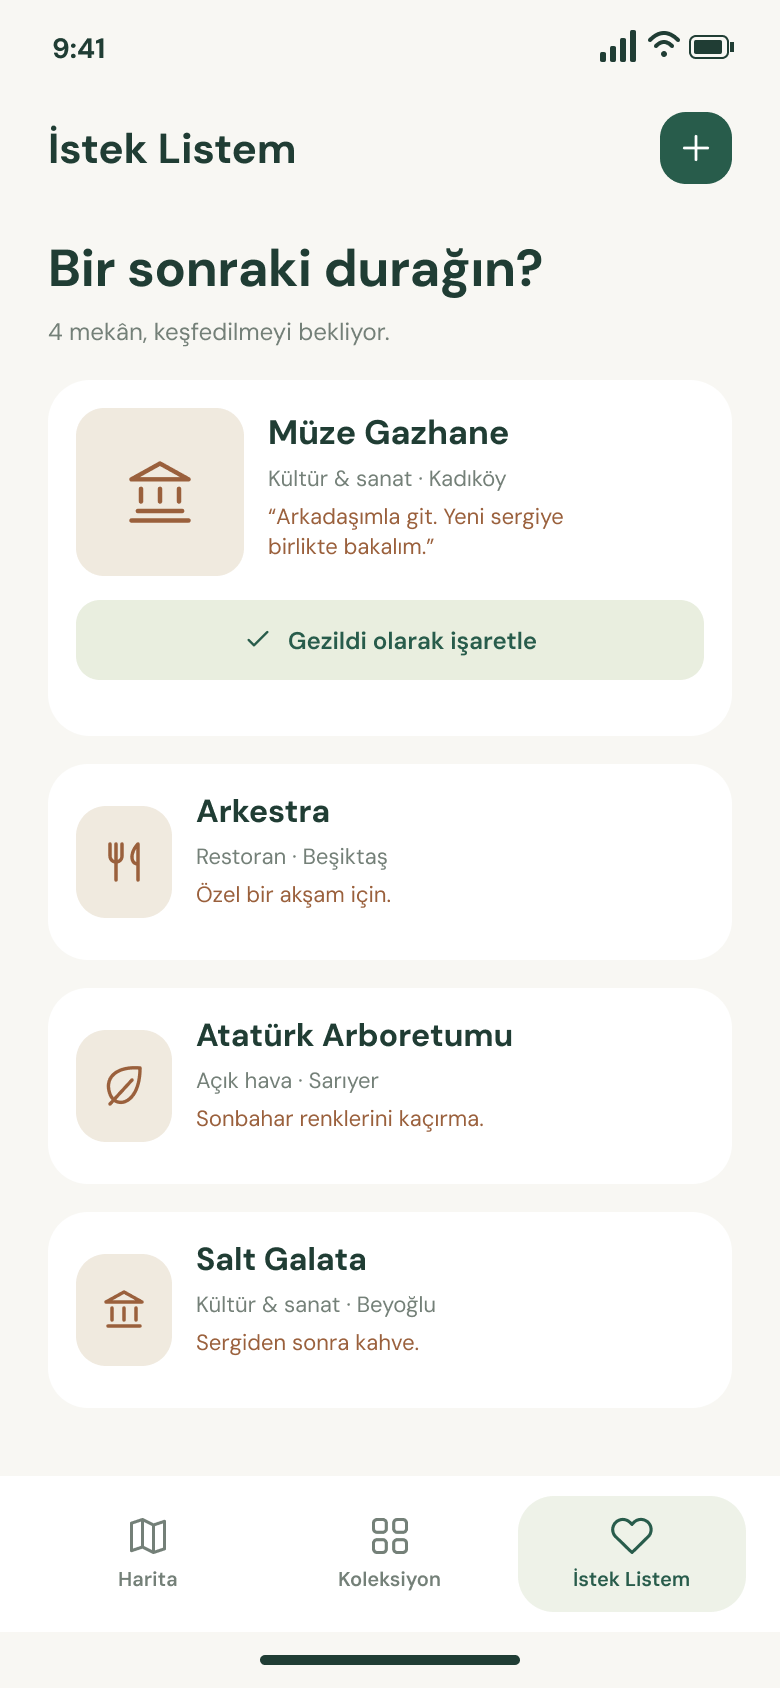 9:41
İstek Listem
Bir sonraki durağın?
4 mekân, keşfedilmeyi bekliyor.
Müze Gazhane
Kültür & sanat · Kadıköy
“Arkadaşımla git. Yeni sergiye
birlikte bakalım.”
Gezildi olarak işaretle
Arkestra
Restoran · Beşiktaş
Özel bir akşam için.
Atatürk Arboretumu
Açık hava · Sarıyer
Sonbahar renklerini kaçırma.
Salt Galata
Kültür & sanat · Beyoğlu
Sergiden sonra kahve.
Harita
Koleksiyon
İstek Listem